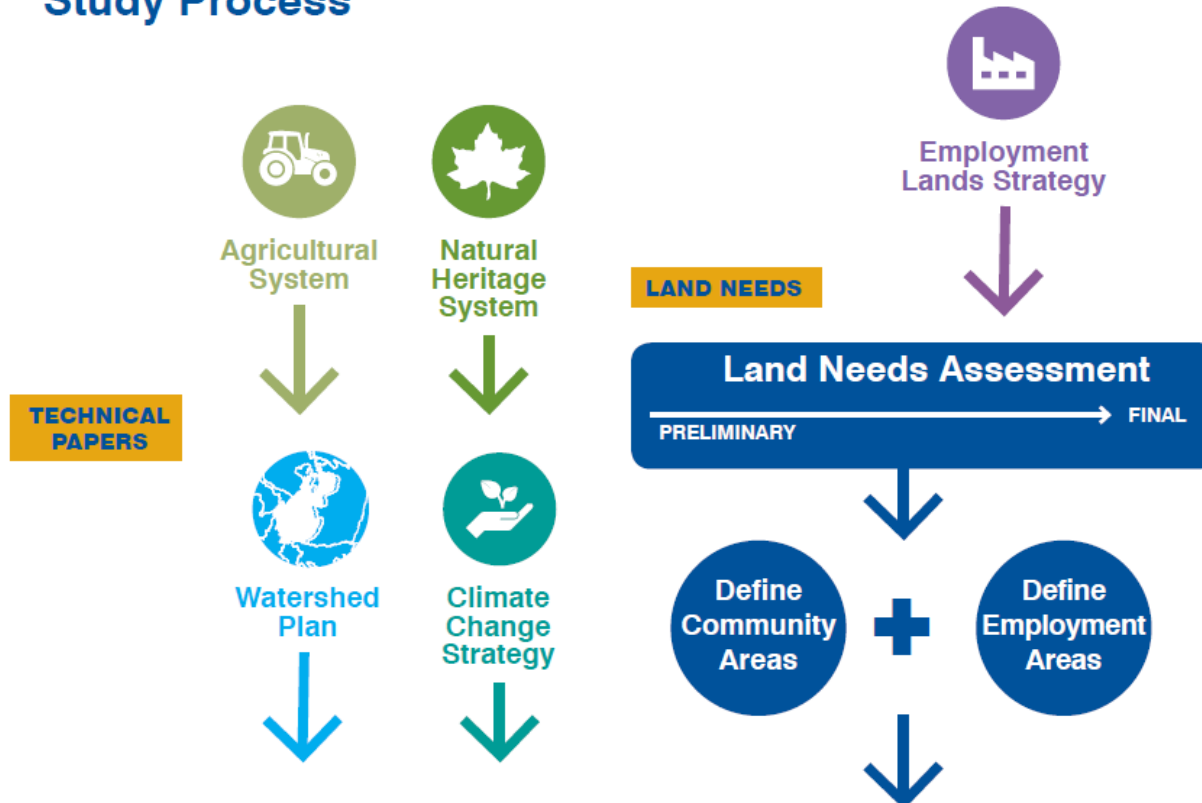 Study Process
Employment
Lands Strategy
Agricultural
System
Natural
Heritage
System
LAND NEEDS
Land Needs Assessment
PRELIMINARY
FINAL
TECHNICAL
PAPERS
Watershed
Plan
Climate
Change
Strategy
Define
Community
Areas
Define
Employment
Areas